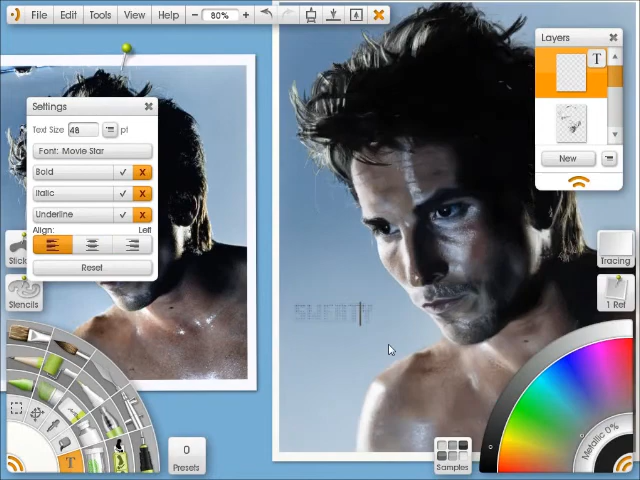 File Edit Tools View Help − 80%
Layers
T
New
Settings
Text Size 48 pt
Font: Movie Star
Bold
Italic
Underline
Align: Left
Reset
Stencils
SWEATY
Tracing
1 Ref
Metallic 0%
T
0
Presets
Samples